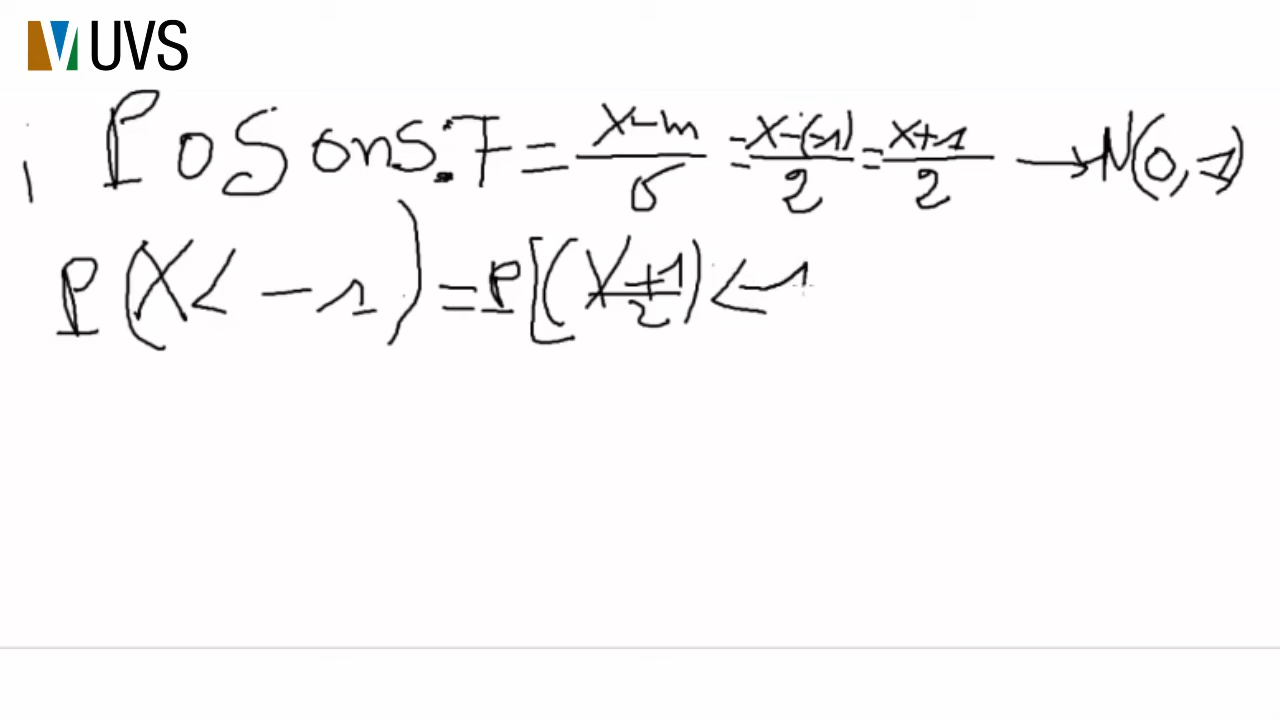 UVS
Posons. T = X-m/σ = X-(-1)/2 = X+1/2 → N(0,1)
P(X < -1) = P[(X+1/2) < -1